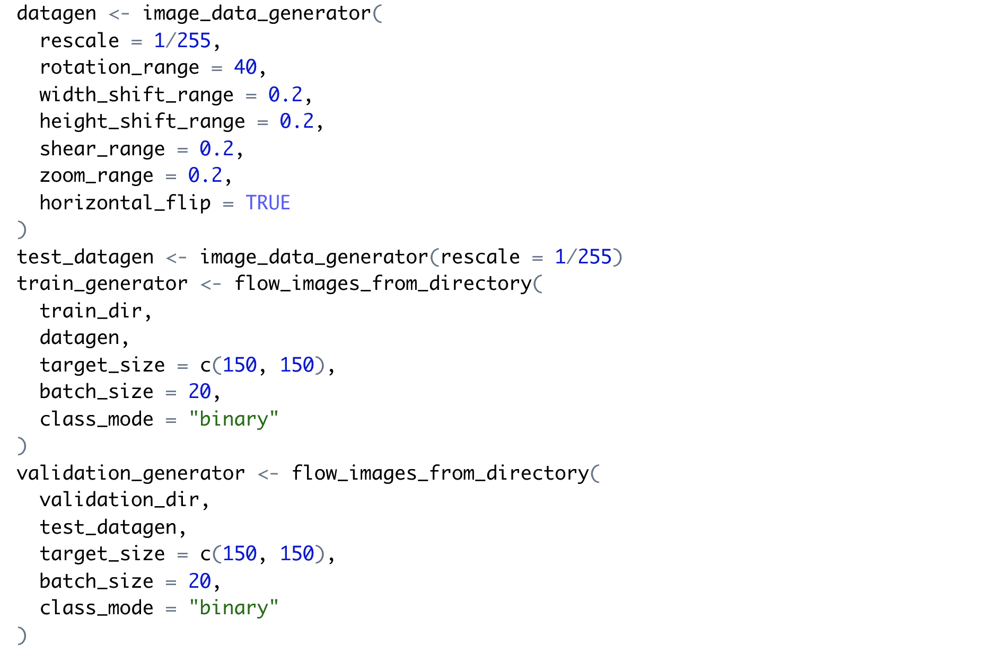 datagen <- image_data_generator(
  rescale = 1/255,
  rotation_range = 40,
  width_shift_range = 0.2,
  height_shift_range = 0.2,
  shear_range = 0.2,
  zoom_range = 0.2,
  horizontal_flip = TRUE
)
test_datagen <- image_data_generator(rescale = 1/255)
train_generator <- flow_images_from_directory(
  train_dir,
  datagen,
  target_size = c(150, 150),
  batch_size = 20,
  class_mode = "binary"
)
validation_generator <- flow_images_from_directory(
  validation_dir,
  test_datagen,
  target_size = c(150, 150),
  batch_size = 20,
  class_mode = "binary"
)